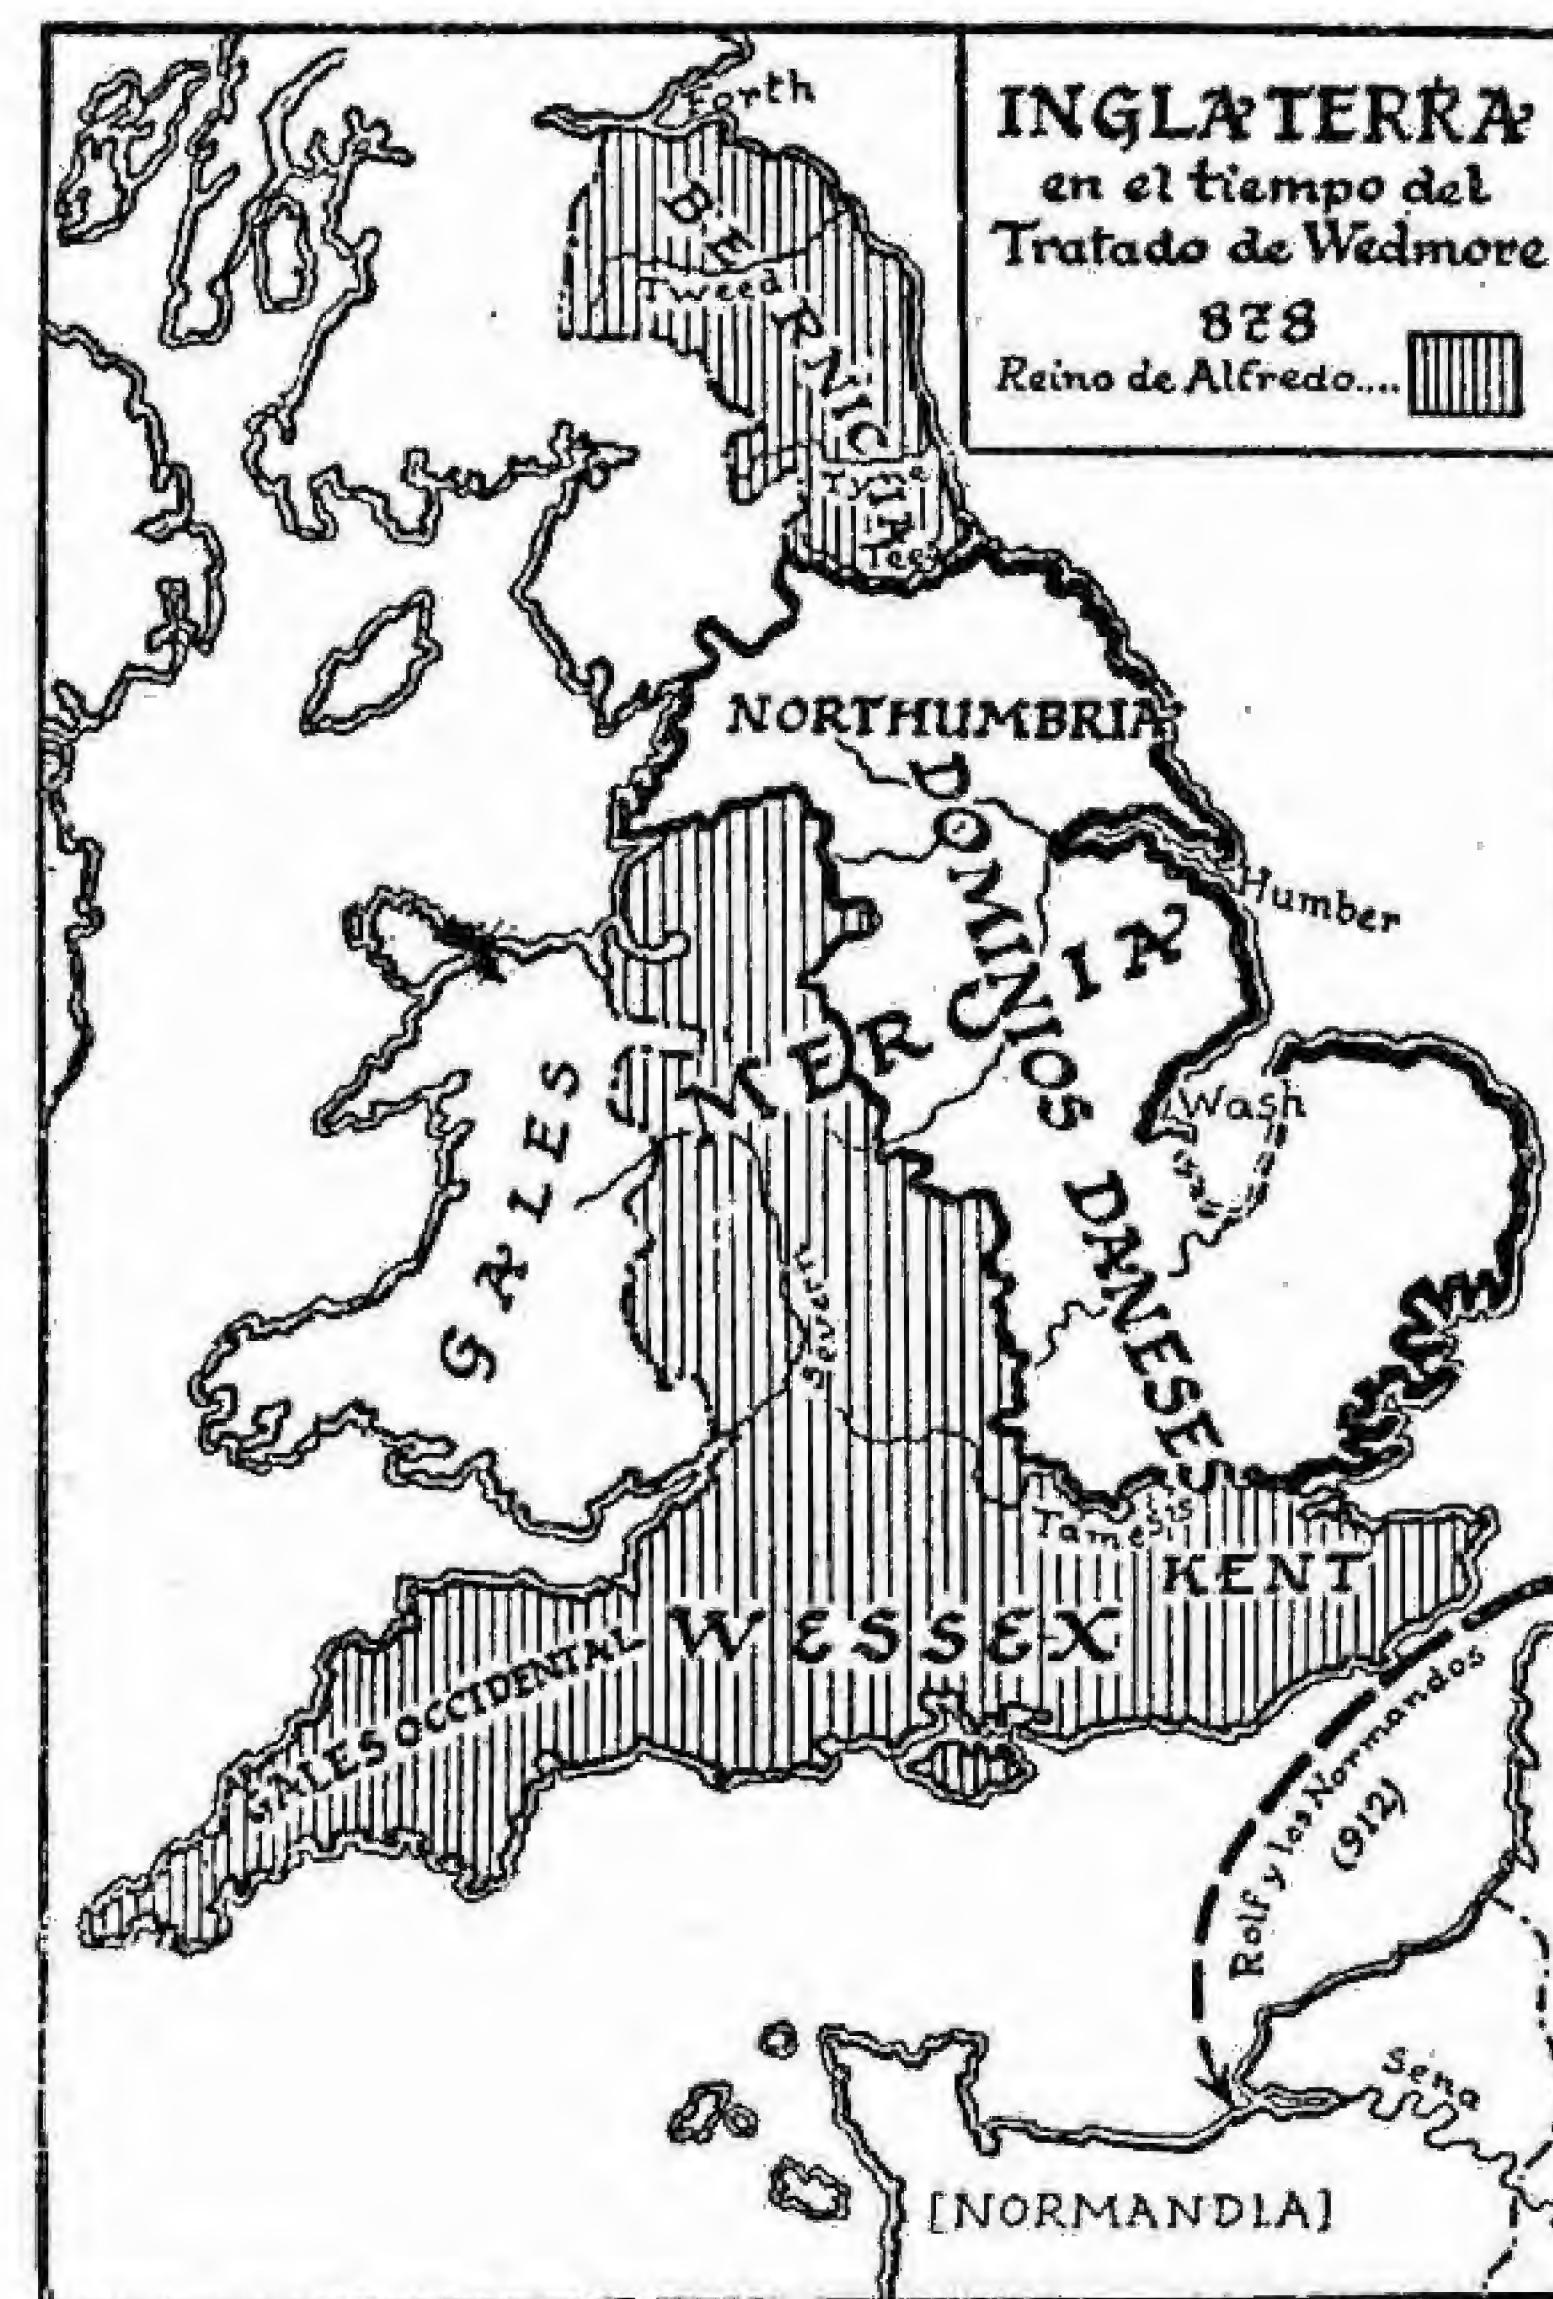 INGLATERRA
en el tiempo del
Tratado de Wedmore
878
Reino de Alfredo....
Forth
BERNICIA
Tweed
Tyne
Tees
NORTHUMBRIA
DOMINIOS DANESES
Humber
MERCIA
Wash
GALES
Severn
Tamesis
KENT
WESSEX
GALES OCCIDENTAL
Rolf y los Normandos
(912)
Sena
[NORMANDIA]